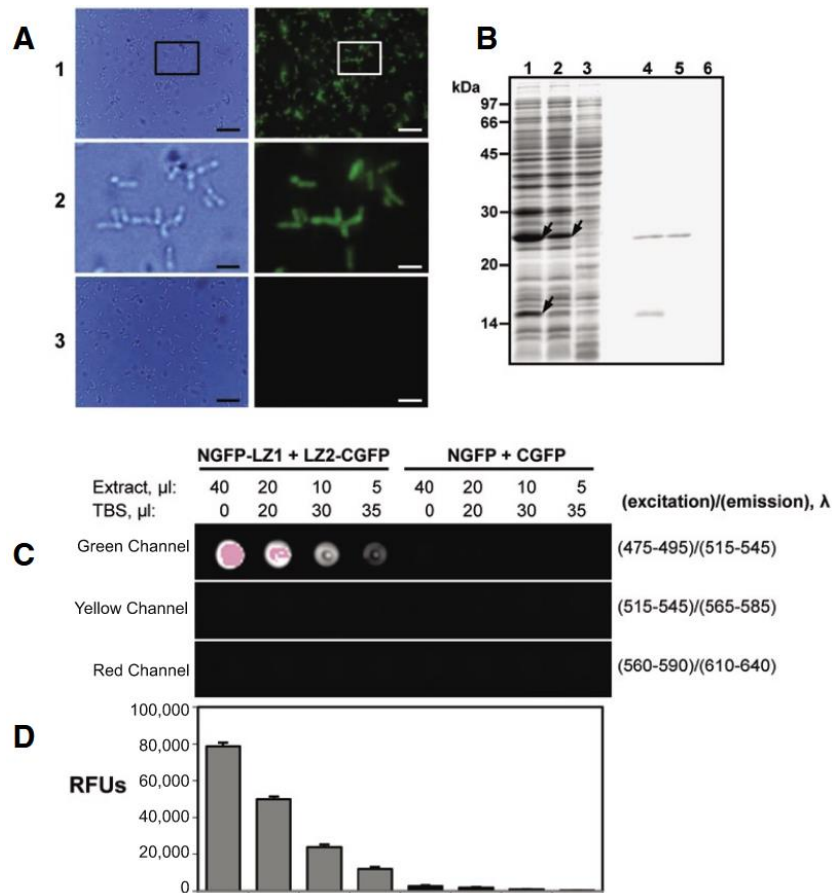 A
1
2
3
B
1 2 3 4 5 6
kDa
97
66
45
30
20
14
NGFP-LZ1 + LZ2-CGFP NGFP + CGFP
Extract, µl: 40 20 10 5 40 20 10 5
TBS, µl: 0 20 30 35 0 20 30 35
(excitation)/(emission), λ
C
Green Channel (475-495)/(515-545)
Yellow Channel (515-545)/(565-585)
Red Channel (560-590)/(610-640)
D
RFUs
100,000
80,000
60,000
40,000
20,000
0